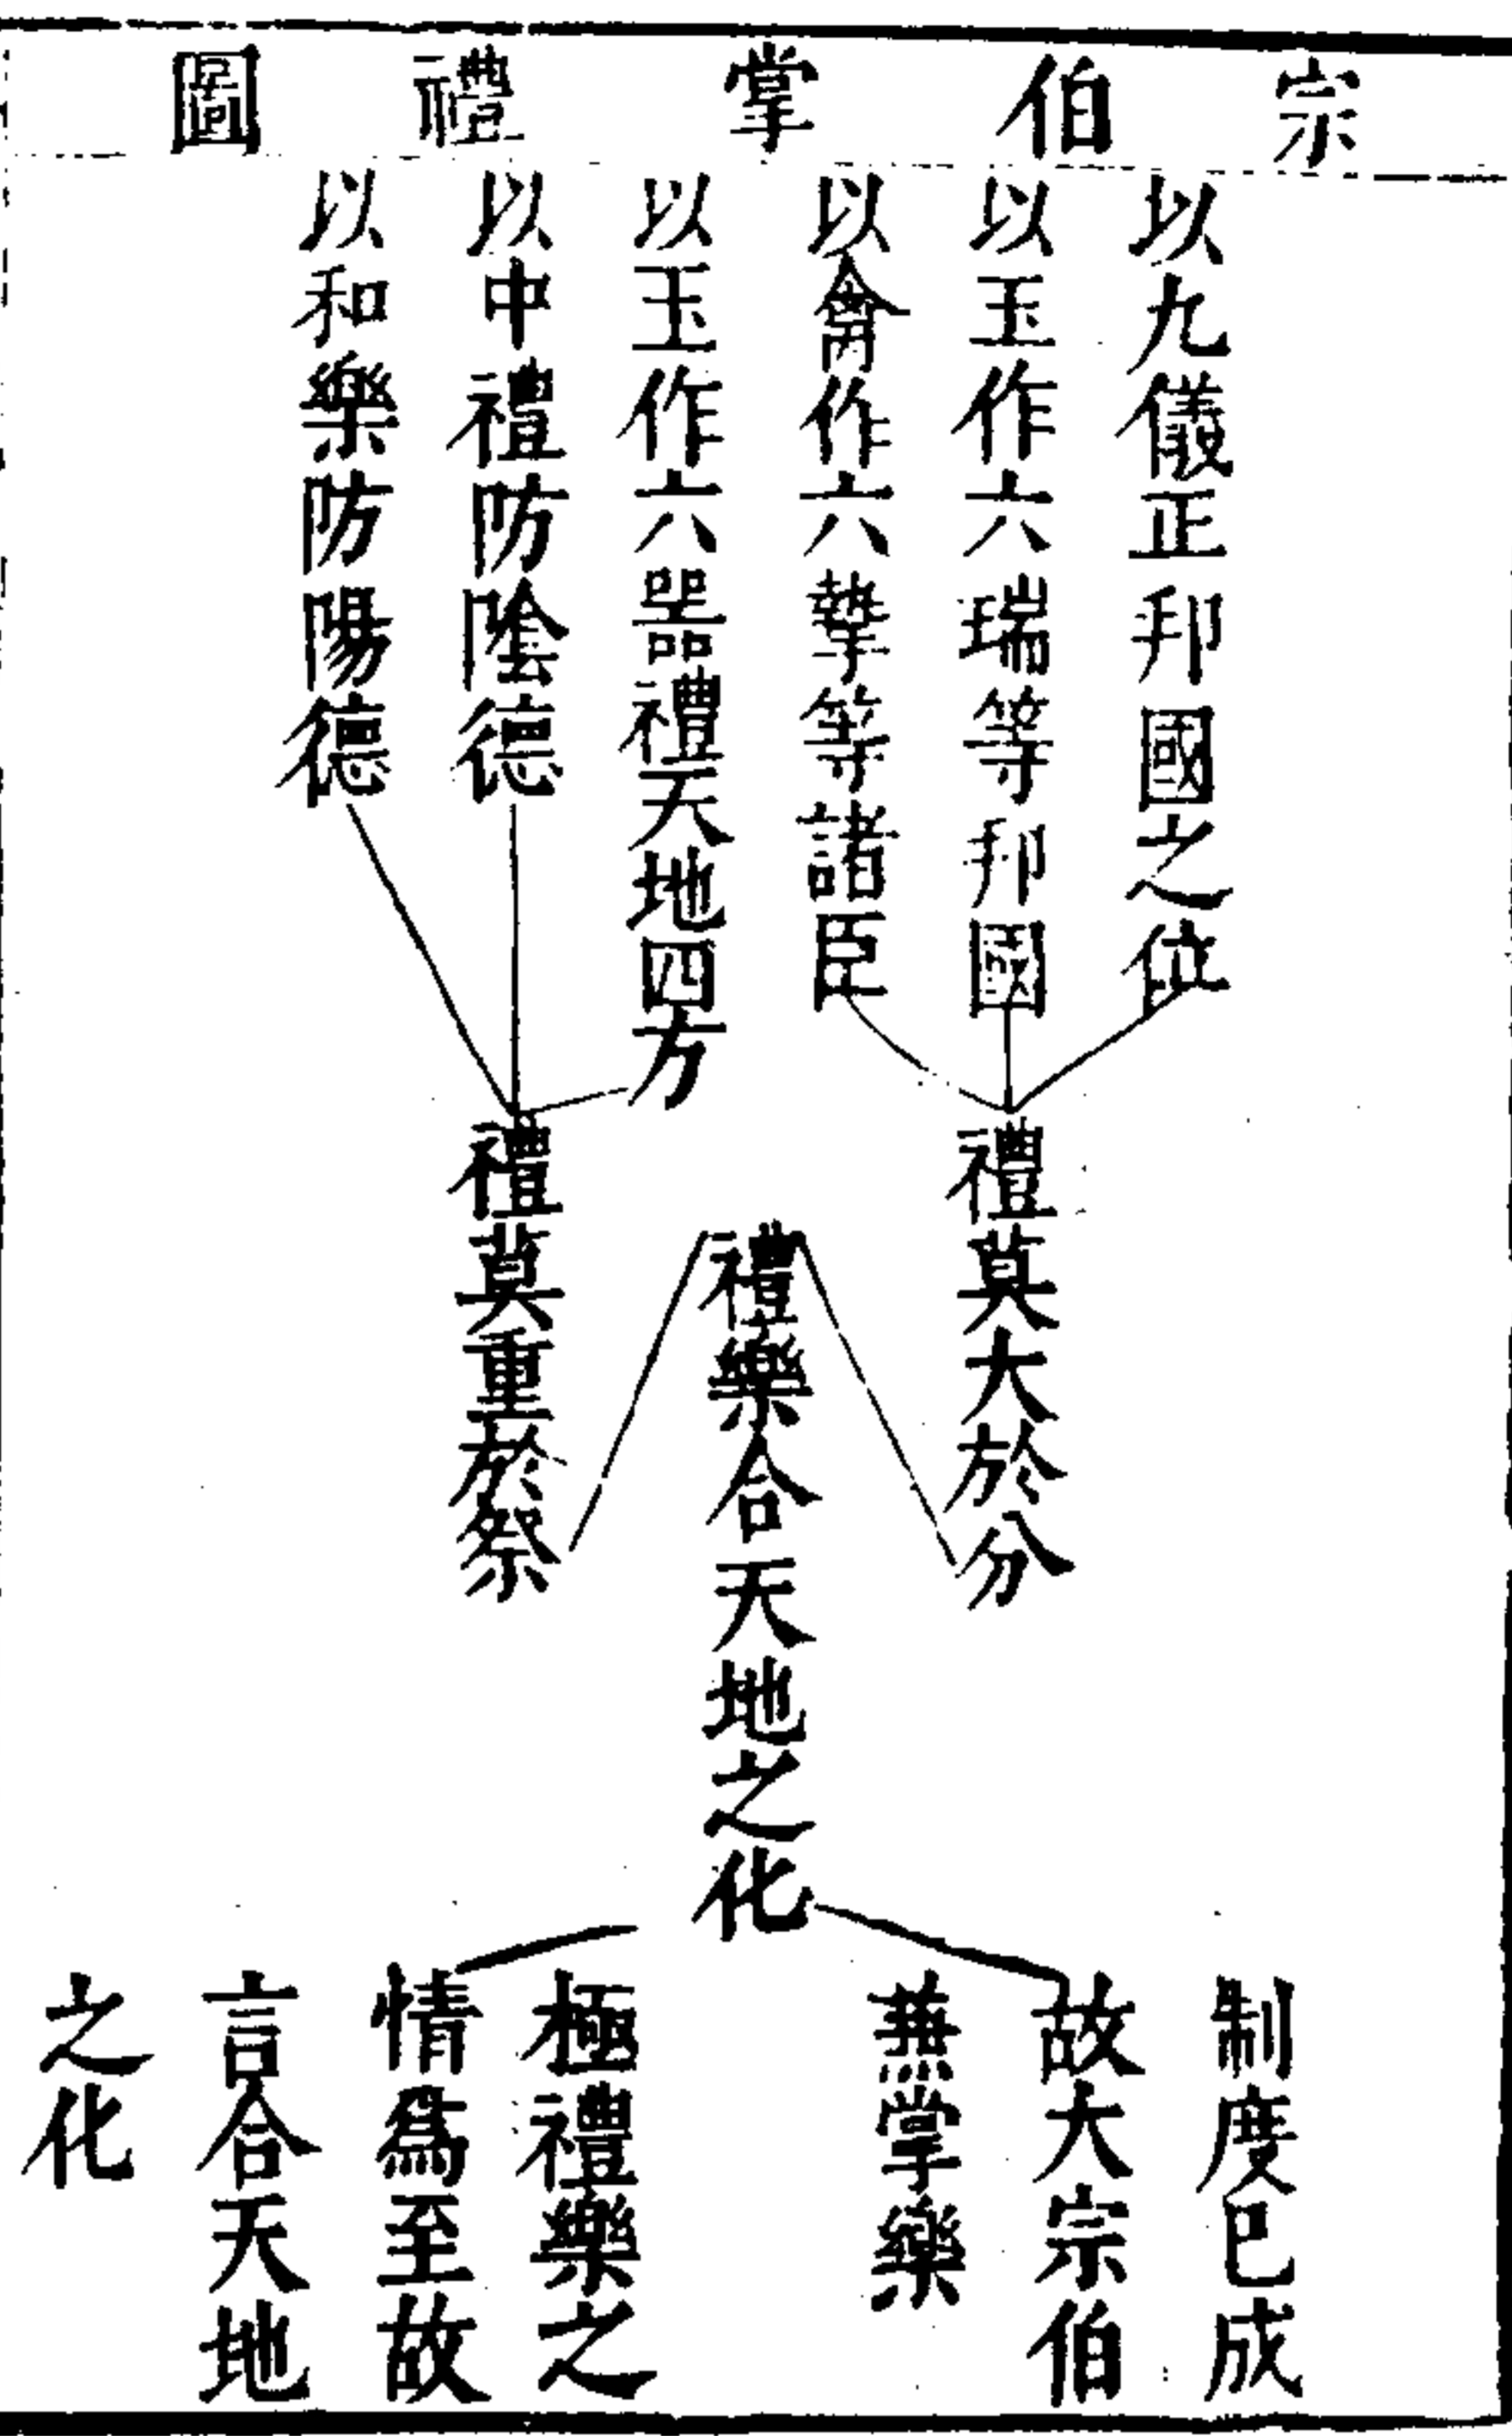 宗伯掌禮圖
以九儀正邦國之位
以玉作六瑞等邦國
以禽作六摯等諸臣
以玉作六器禮天地四方
以中禮防陰德
以和樂防陽德
禮莫大於分
禮樂合天地之化
禮莫重於祭
制度已成
故大宗伯
兼掌樂
極禮樂之
情爲至故
言合天地
之化